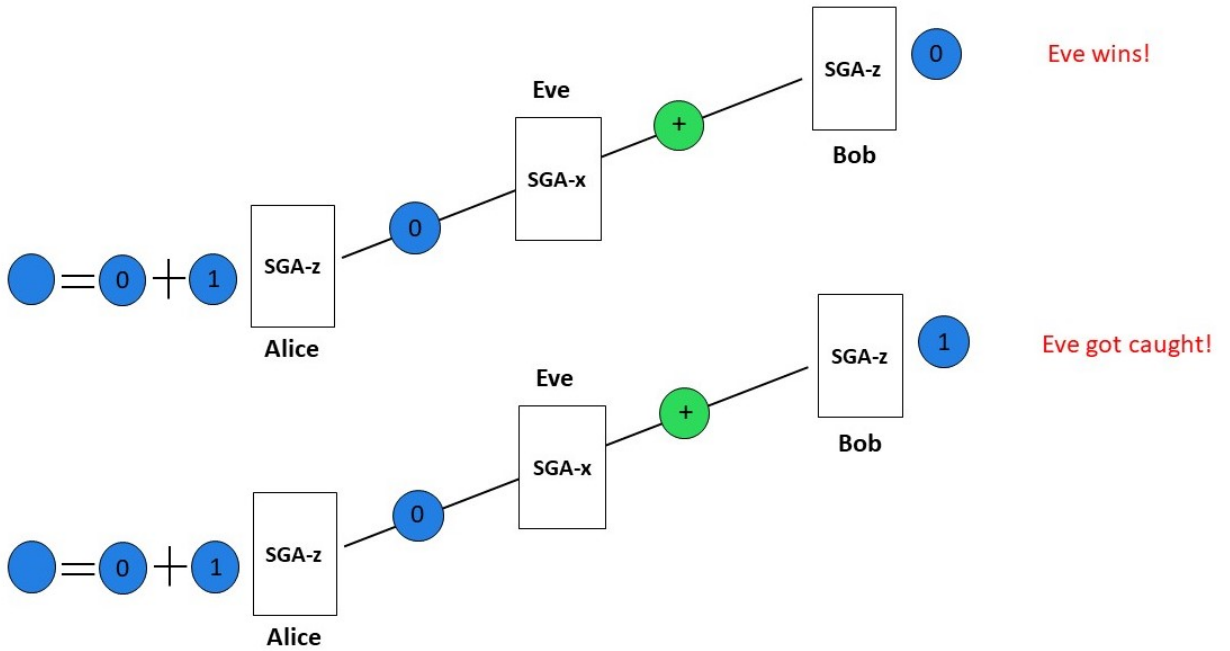 SGA-z
0
Eve wins!
Eve
+
Bob
SGA-x
0
= 0 + 1
SGA-z
Alice
SGA-z
1
Eve got caught!
Eve
+
Bob
SGA-x
0
= 0 + 1
SGA-z
Alice